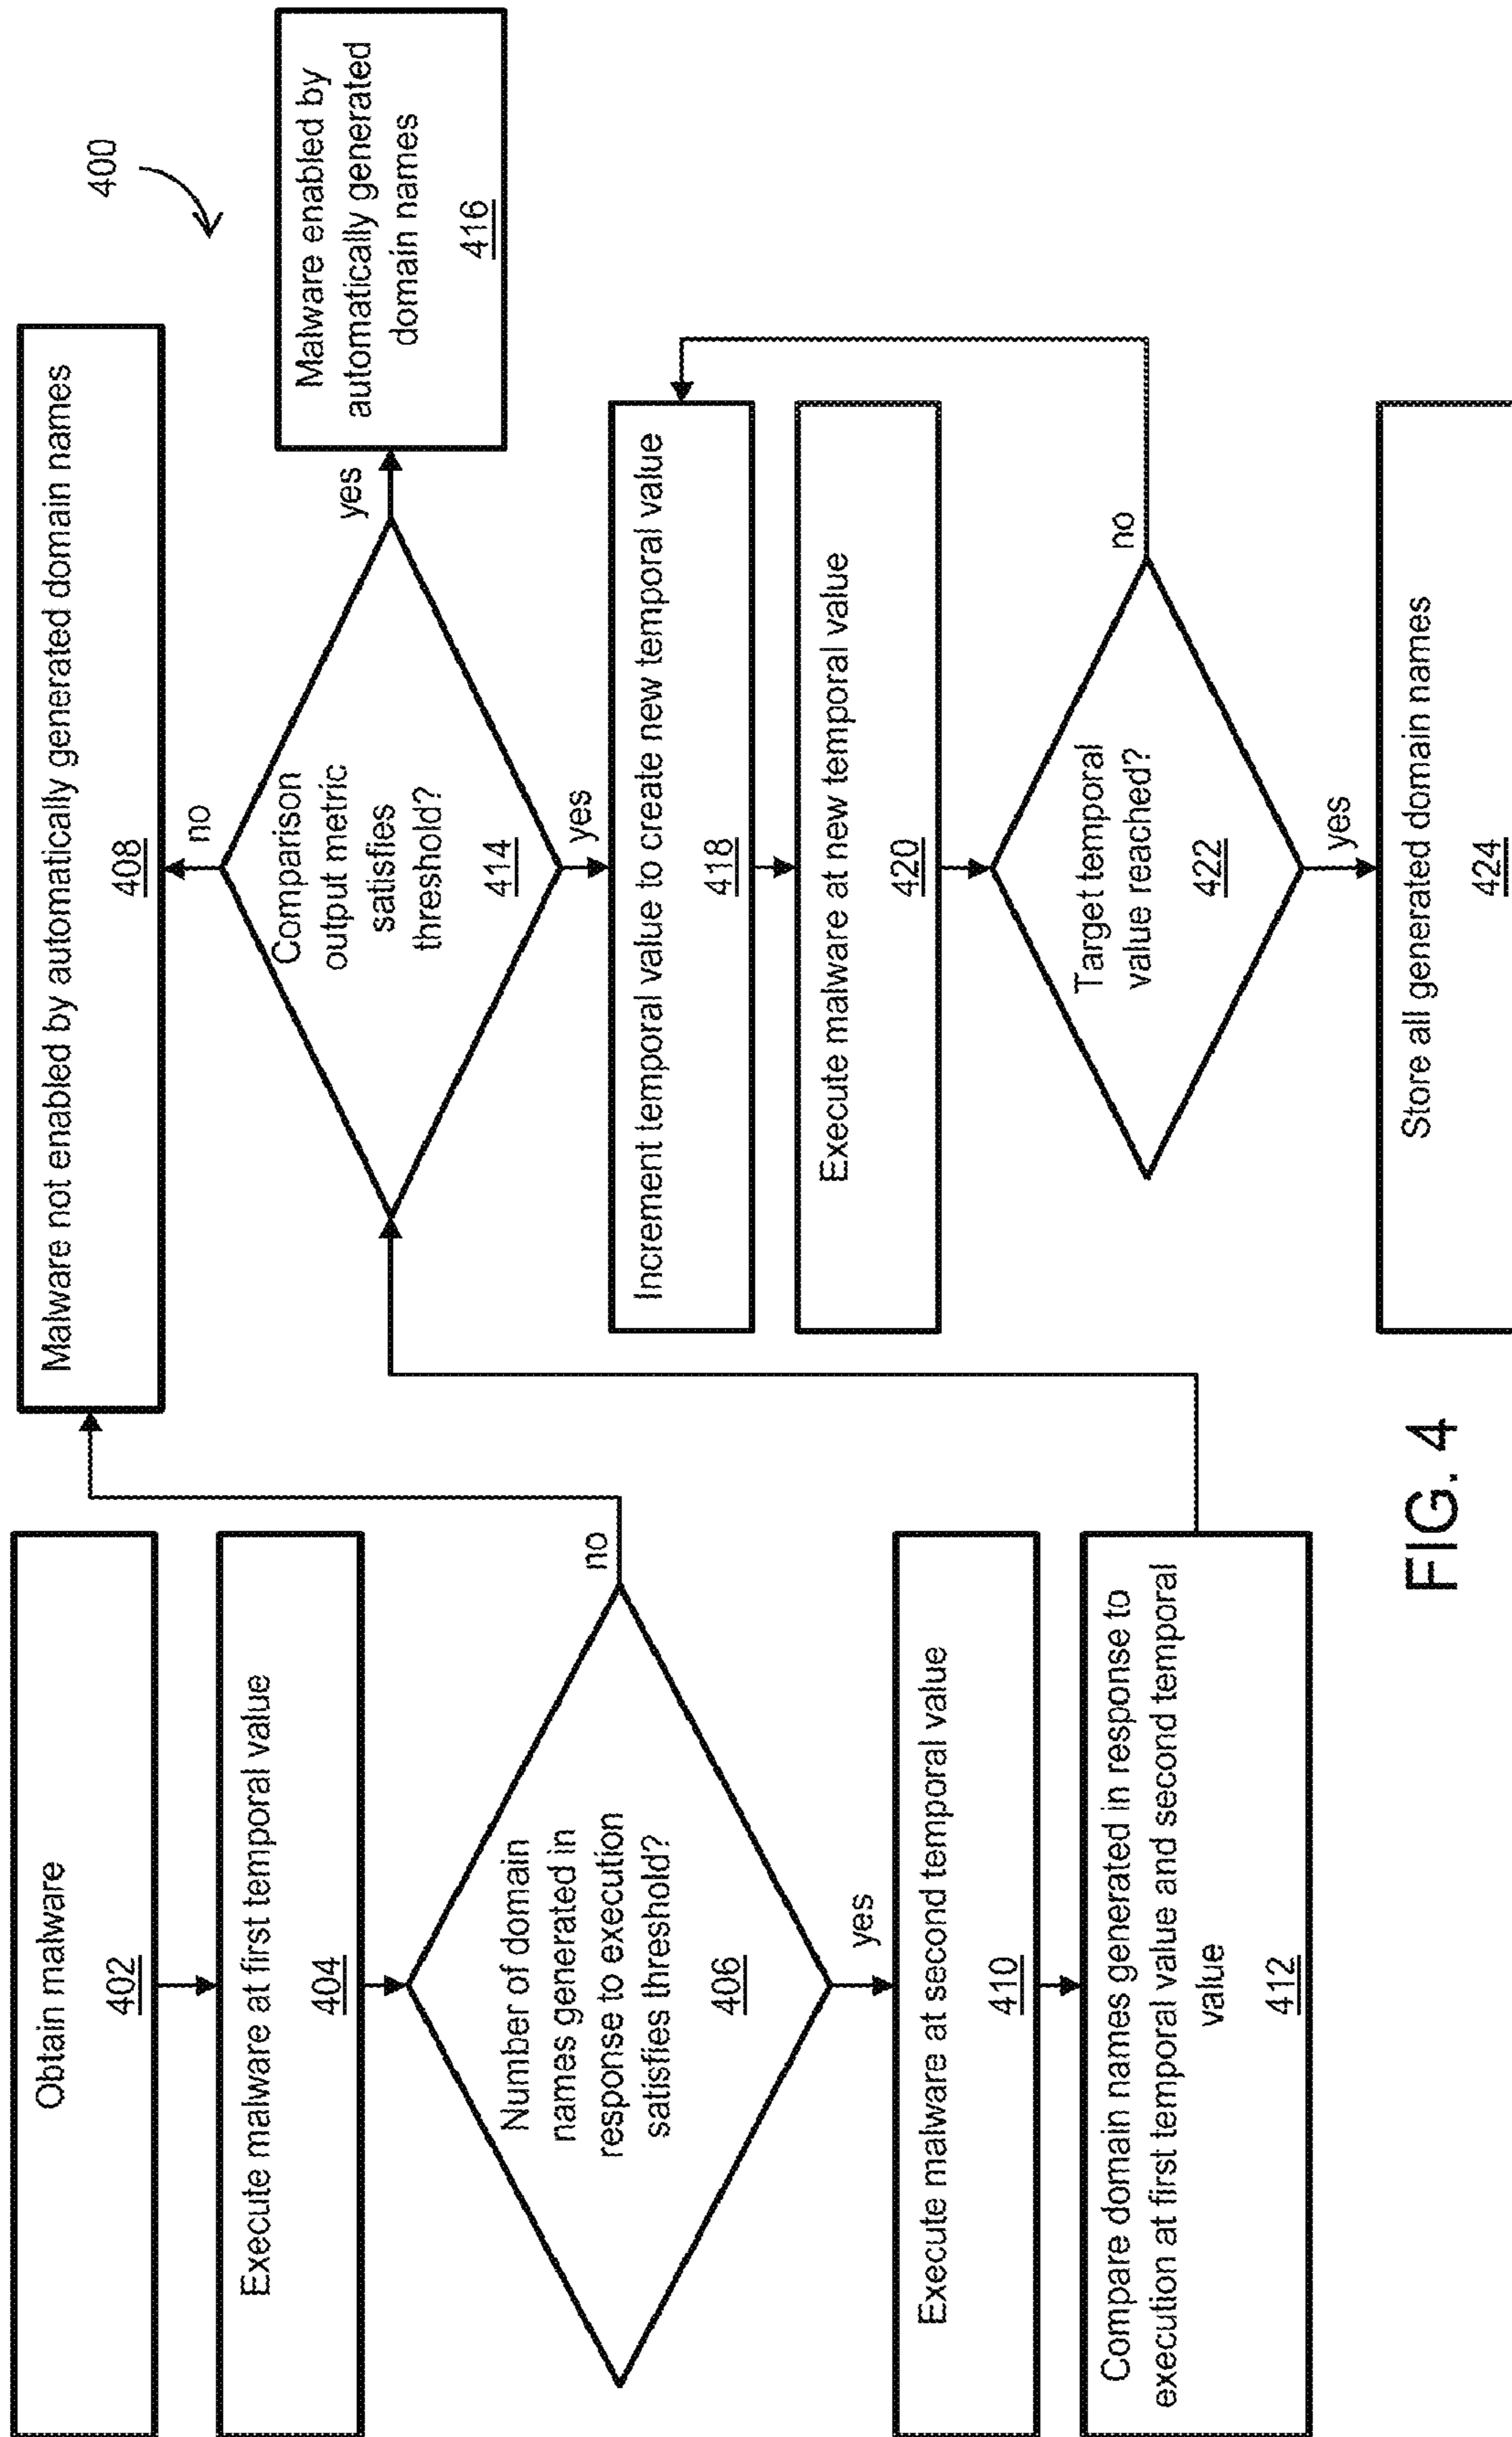 400
Obtain malware
402
Execute malware at first temporal value
404
Number of domain
names generated in
response to execution
satisfies threshold?
406
no
yes
Execute malware at second temporal value
410
Compare domain names generated in response to
execution at first temporal value and second temporal
value
412
Malware not enabled by automatically generated domain names
408
no
Comparison
output metric
satisfies
threshold?
414
yes
Malware enabled by
automatically generated
domain names
416
yes
Increment temporal value to create new temporal value
418
Execute malware at new temporal value
420
Target temporal
value reached?
422
no
yes
Store all generated domain names
424
FIG. 4